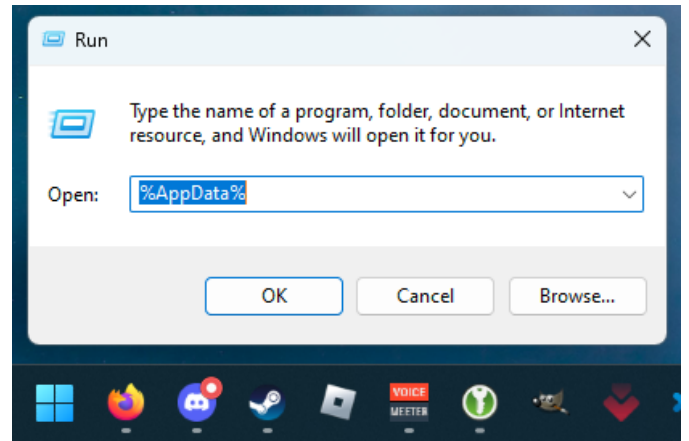 Run
Type the name of a program, folder, document, or Internet
resource, and Windows will open it for you.
Open:
%AppData%
OK
Cancel
Browse...
VOICE
MEETER